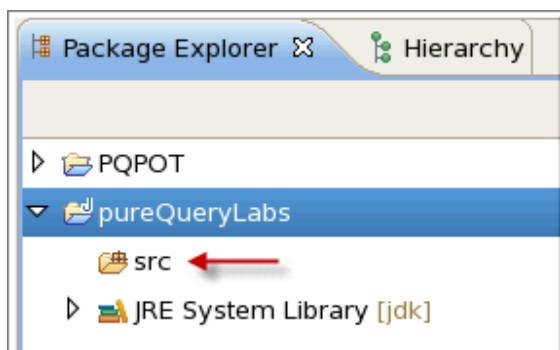 Package Explorer Hierarchy
PQPOT
pureQueryLabs
src
JRE System Library [jdk]